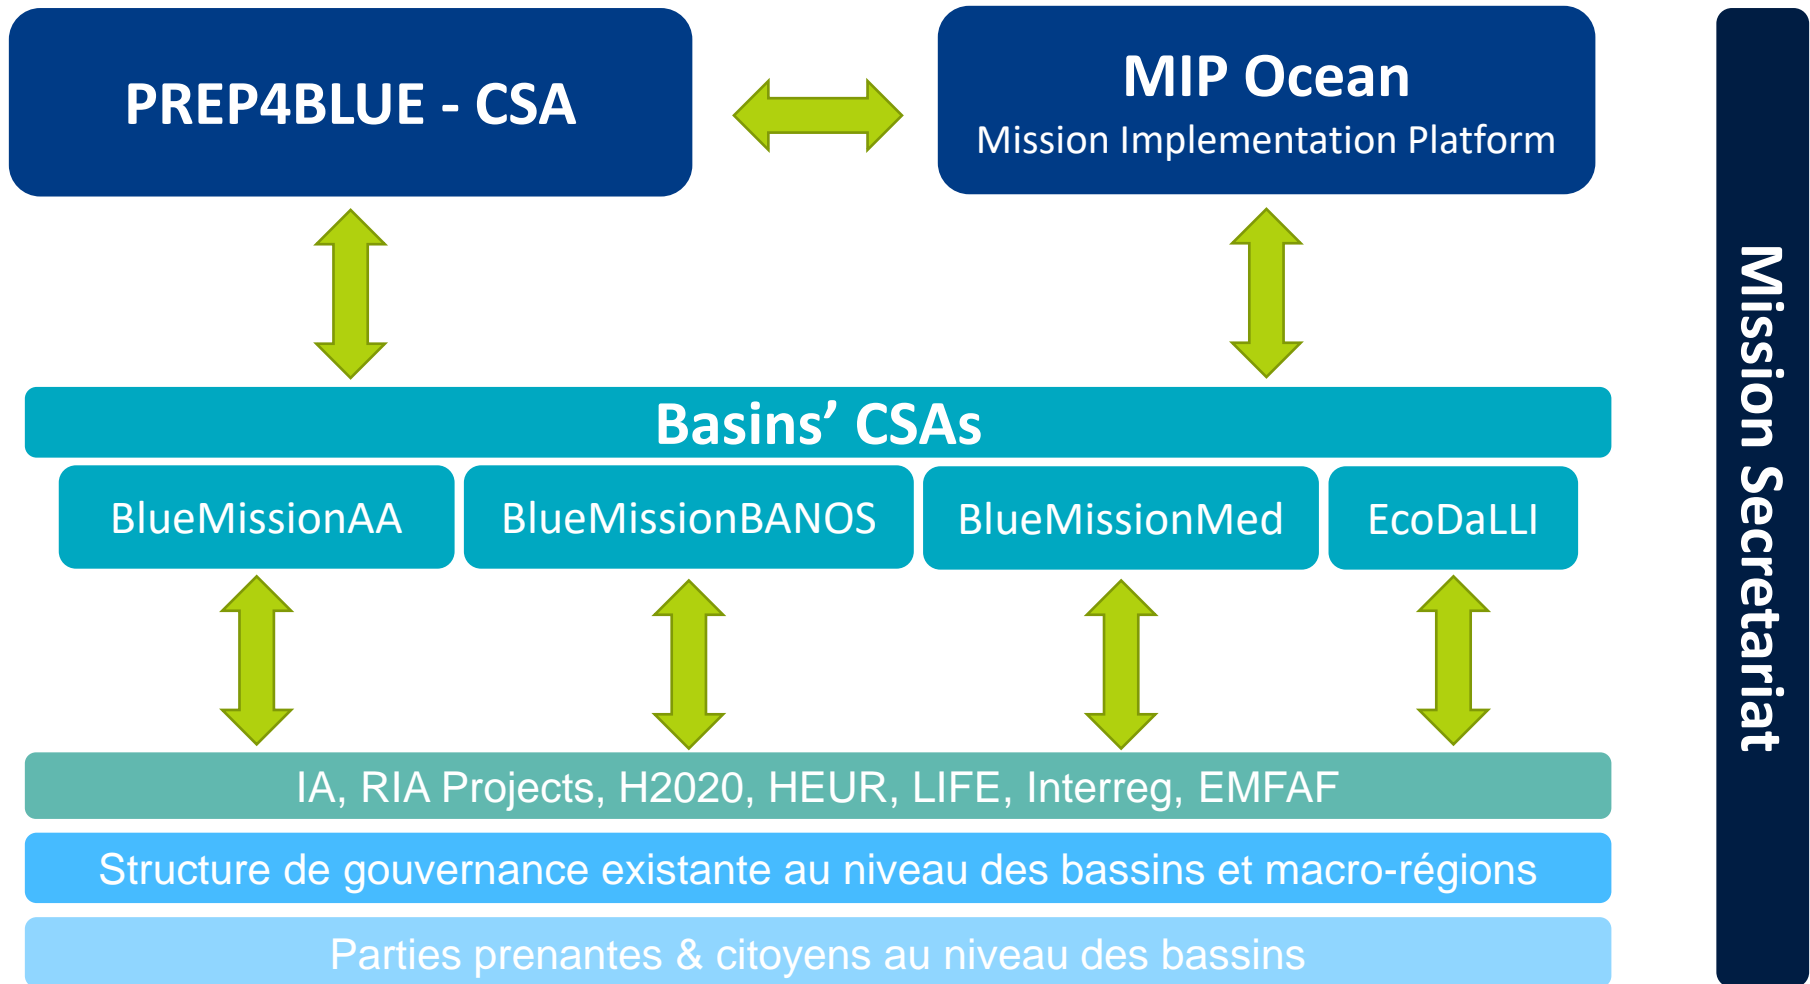 PREP4BLUE - CSA
MIP Ocean
Mission Implementation Platform
Basins’ CSAs
BlueMissionAA
BlueMissionBANOS
BlueMissionMed
EcoDaLLI
IA, RIA Projects, H2020, HEUR, LIFE, Interreg, EMFAF
Structure de gouvernance existante au niveau des bassins et macro-régions
Parties prenantes & citoyens au niveau des bassins
Mission Secretariat